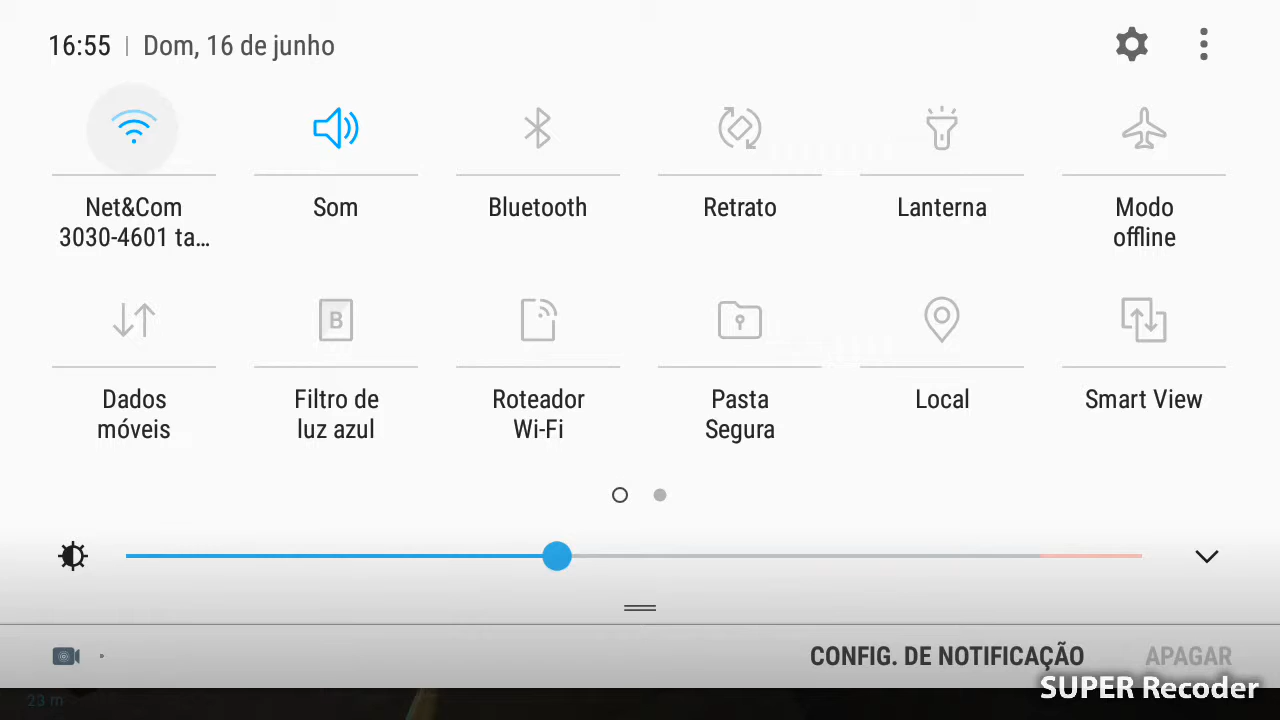 16:55 | Dom, 16 de junho
Net&Com
3030-4601 ta...
Som
Bluetooth
Retrato
Lanterna
Modo
offline
Dados
móveis
B
Filtro de
luz azul
Roteador
Wi-Fi
Pasta
Segura
Local
Smart View
CONFIG. DE NOTIFICAÇÃO
APAGAR
SUPER Recoder
23 m